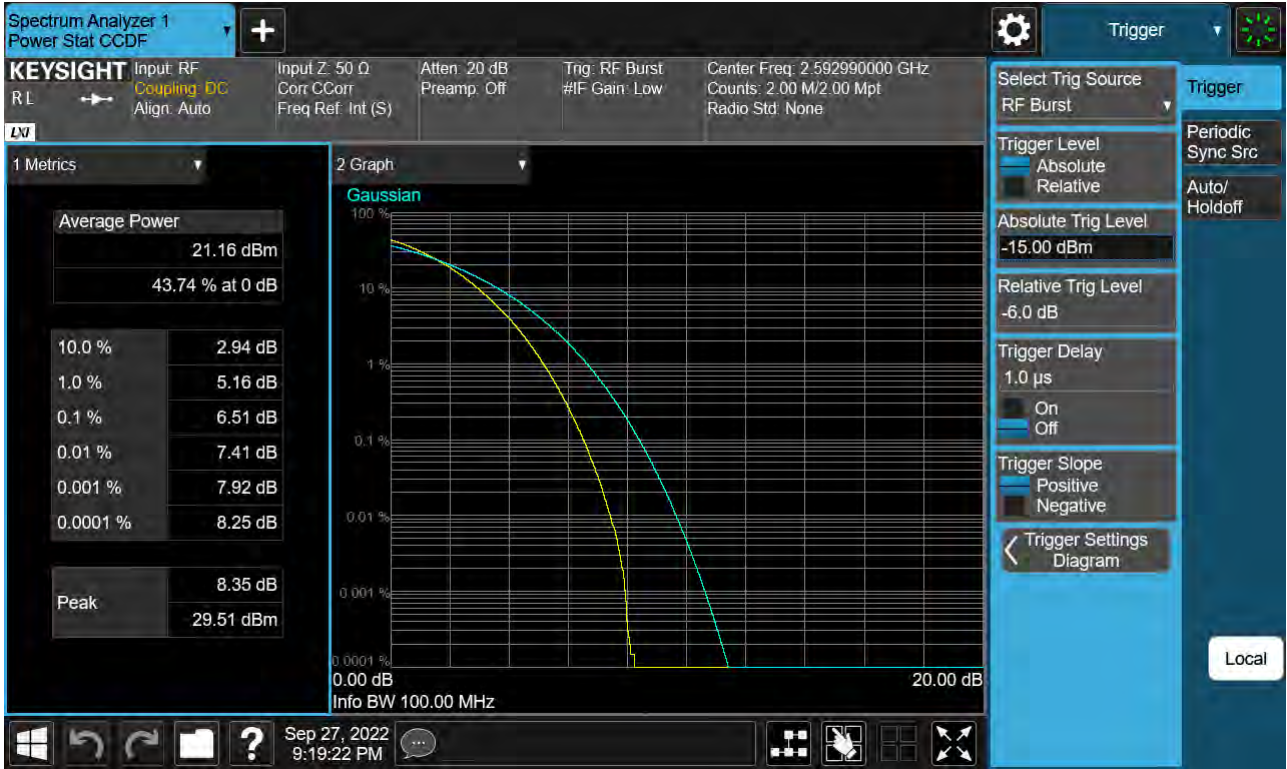 Spectrum Analyzer 1
Power Stat CCDF
+
Trigger
KEYSIGHT
R L
LXI
Input: RF
Coupling: DC
Align: Auto
Input Z: 50 Ω
Corr CCorr
Freq Ref: Int (S)
Atten: 20 dB
Preamp: Off
Trig: RF Burst
#IF Gain: Low
Center Freq: 2.592990000 GHz
Counts: 2.00 M/2.00 Mpt
Radio Std: None
1 Metrics
Average Power
21.16 dBm
43.74 % at 0 dB
10.0 % 2.94 dB
1.0 % 5.16 dB
0.1 % 6.51 dB
0.01 % 7.41 dB
0.001 % 7.92 dB
0.0001 % 8.25 dB
Peak
8.35 dB
29.51 dBm
2 Graph
Gaussian
100 %
10 %
1 %
0.1 %
0.01 %
0.001 %
0.0001 %
0.00 dB 20.00 dB
Info BW 100.00 MHz
Select Trig Source
RF Burst
Trigger Level
Absolute
Relative
Absolute Trig Level
-15.00 dBm
Relative Trig Level
-6.0 dB
Trigger Delay
1.0 µs
On
Off
Trigger Slope
Positive
Negative
Trigger Settings
Diagram
Trigger
Periodic
Sync Src
Auto/
Holdoff
Local
?
Sep 27, 2022
9:19:22 PM